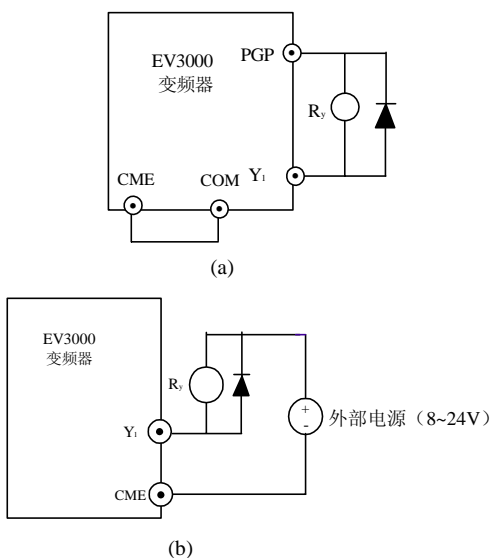 EV3000
变频器
PGP
Ry
CME
COM
Y1
(a)
EV3000
变频器
Ry
+
-
外部电源（8~24V）
Y1
CME
(b)